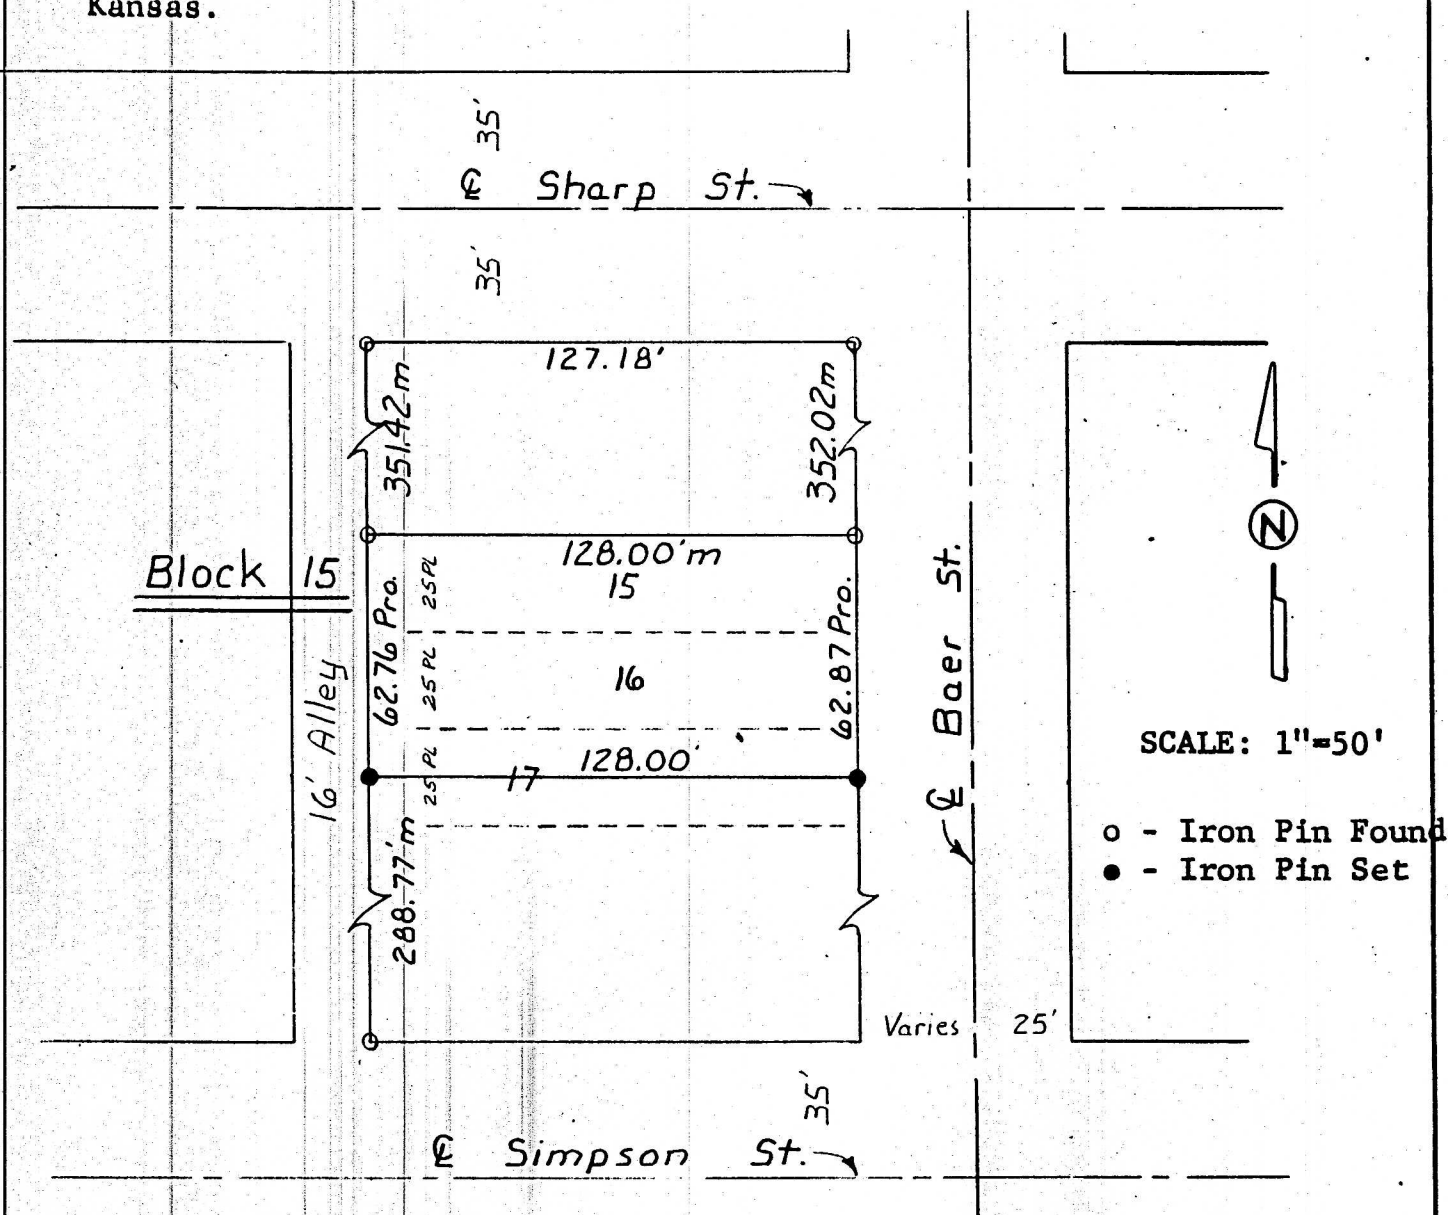 Kansas.
35'
℄ Sharp St.
35'
127.18'
351.42m
352.02m
128.00'm
Block 15
15
25PL
62.76 Pro.
62.87 Pro.
25 PL
16
16' Alley
℄ Baer St.
N
SCALE: 1"=50'
128.00'
25 PL
17
o - Iron Pin Found
● - Iron Pin Set
288.77'm
Varies 25'
35'
℄ Simpson St.